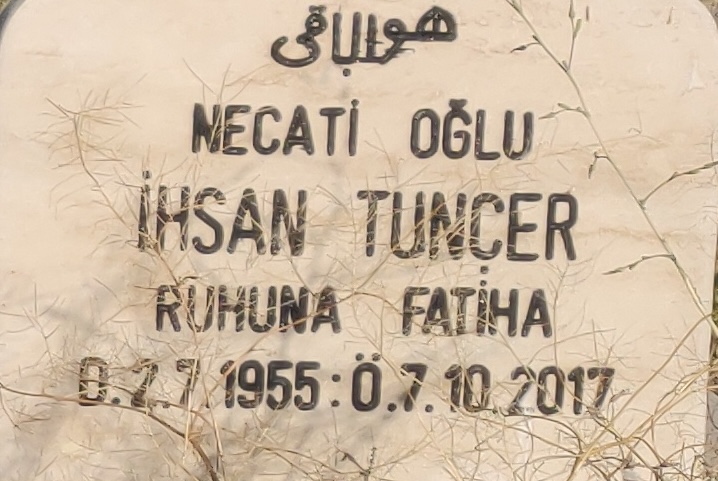 هوالباقی
NECATİ OĞLU
İHSAN TUNCER
RUHUNA FATİHA
D.2.7.1955:Ö.7.10.2017